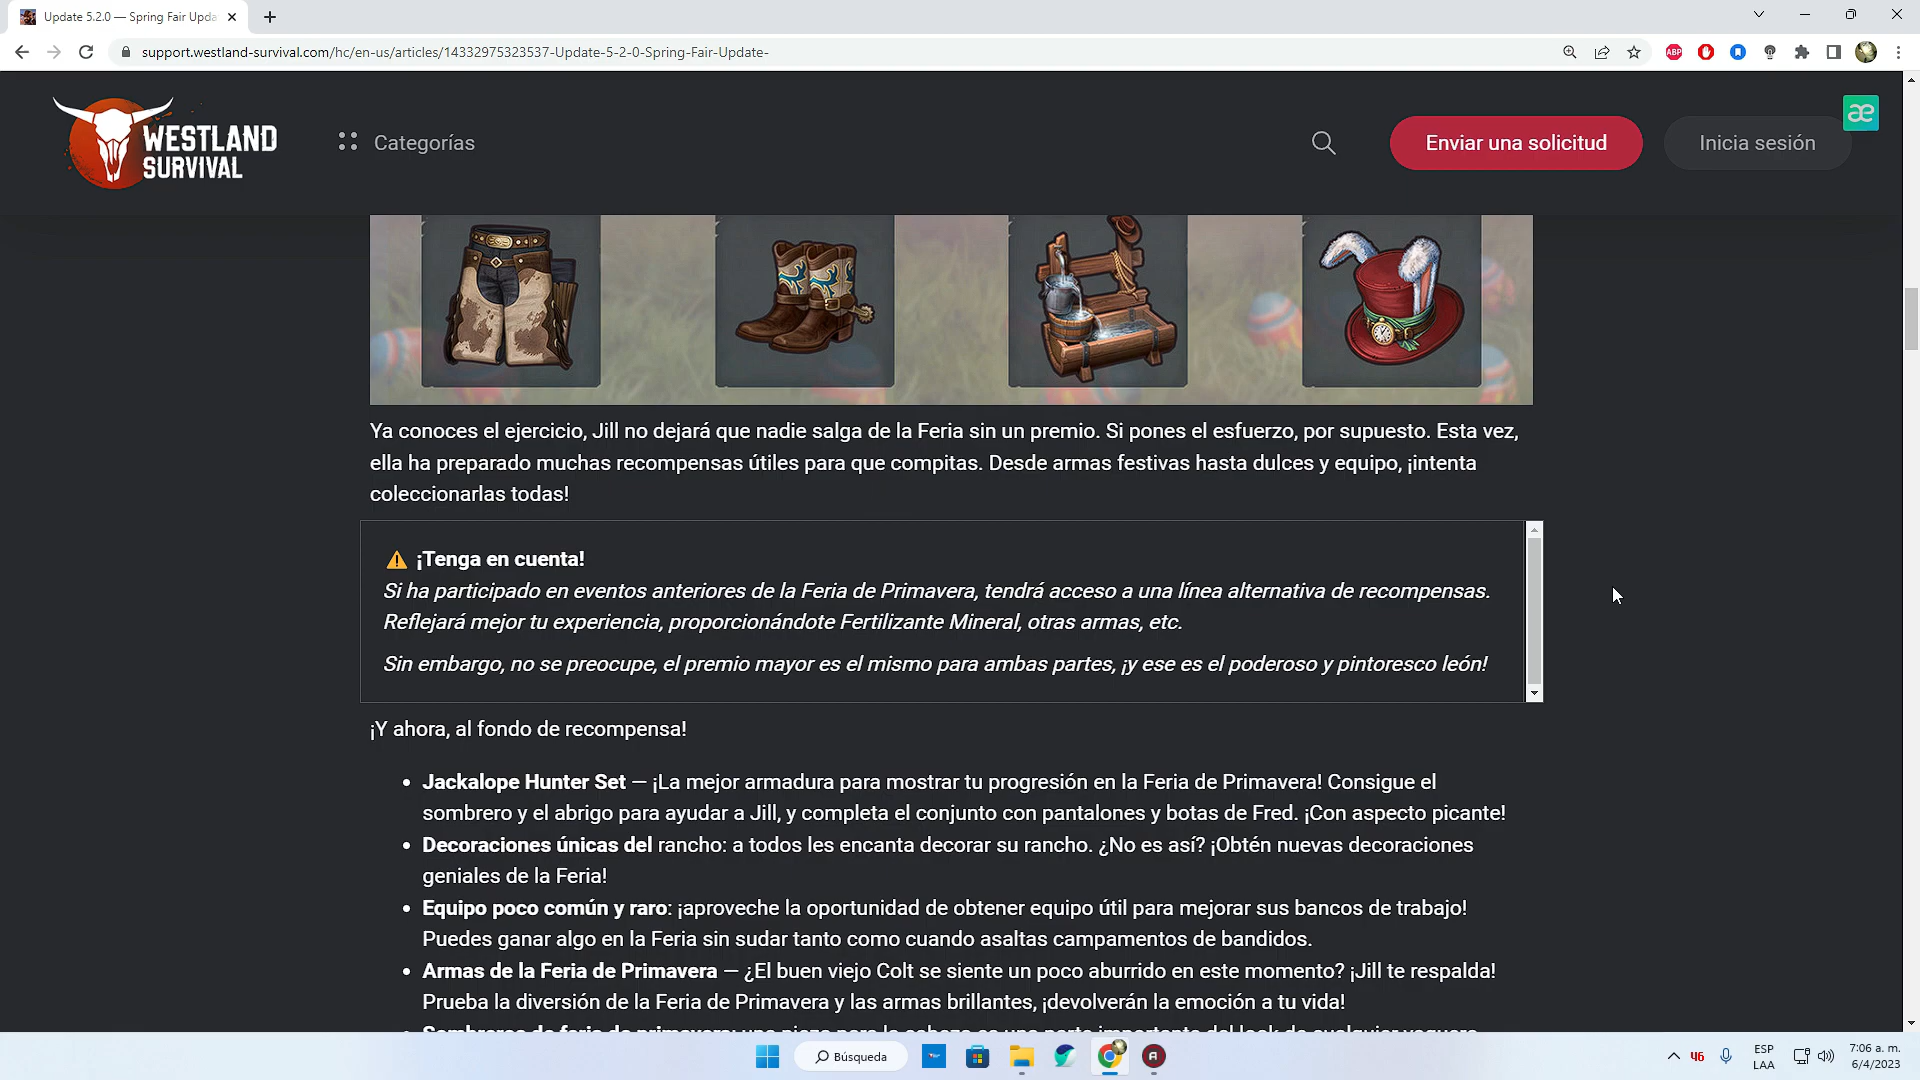 Update 5.2.0 — Spring Fair Upda
support.westland-survival.com/hc/en-us/articles/14332975323537-Update-5-2-0-Spring-Fair-Update-
ABP
WESTLAND
SURVIVAL
Categorías
Enviar una solicitud
Inicia sesión
æ
Ya conoces el ejercicio, Jill no dejará que nadie salga de la Feria sin un premio. Si pones el esfuerzo, por supuesto. Esta vez,
ella ha preparado muchas recompensas útiles para que compitas. Desde armas festivas hasta dulces y equipo, ¡intenta
coleccionarlas todas!
¡Tenga en cuenta!
Si ha participado en eventos anteriores de la Feria de Primavera, tendrá acceso a una línea alternativa de recompensas.
Reflejará mejor tu experiencia, proporcionándote Fertilizante Mineral, otras armas, etc.
Sin embargo, no se preocupe, el premio mayor es el mismo para ambas partes, ¡y ese es el poderoso y pintoresco león!
¡Y ahora, al fondo de recompensa!
• Jackalope Hunter Set — ¡La mejor armadura para mostrar tu progresión en la Feria de Primavera! Consigue el
sombrero y el abrigo para ayudar a Jill, y completa el conjunto con pantalones y botas de Fred. ¡Con aspecto picante!
• Decoraciones únicas del rancho: a todos les encanta decorar su rancho. ¿No es así? ¡Obtén nuevas decoraciones
geniales de la Feria!
• Equipo poco común y raro: ¡aproveche la oportunidad de obtener equipo útil para mejorar sus bancos de trabajo!
Puedes ganar algo en la Feria sin sudar tanto como cuando asaltas campamentos de bandidos.
• Armas de la Feria de Primavera — ¿El buen viejo Colt se siente un poco aburrido en este momento? ¡Jill te respalda!
Prueba la diversión de la Feria de Primavera y las armas brillantes, ¡devolverán la emoción a tu vida!
Búsqueda
ESP
LAA
7:06 a. m.
6/4/2023